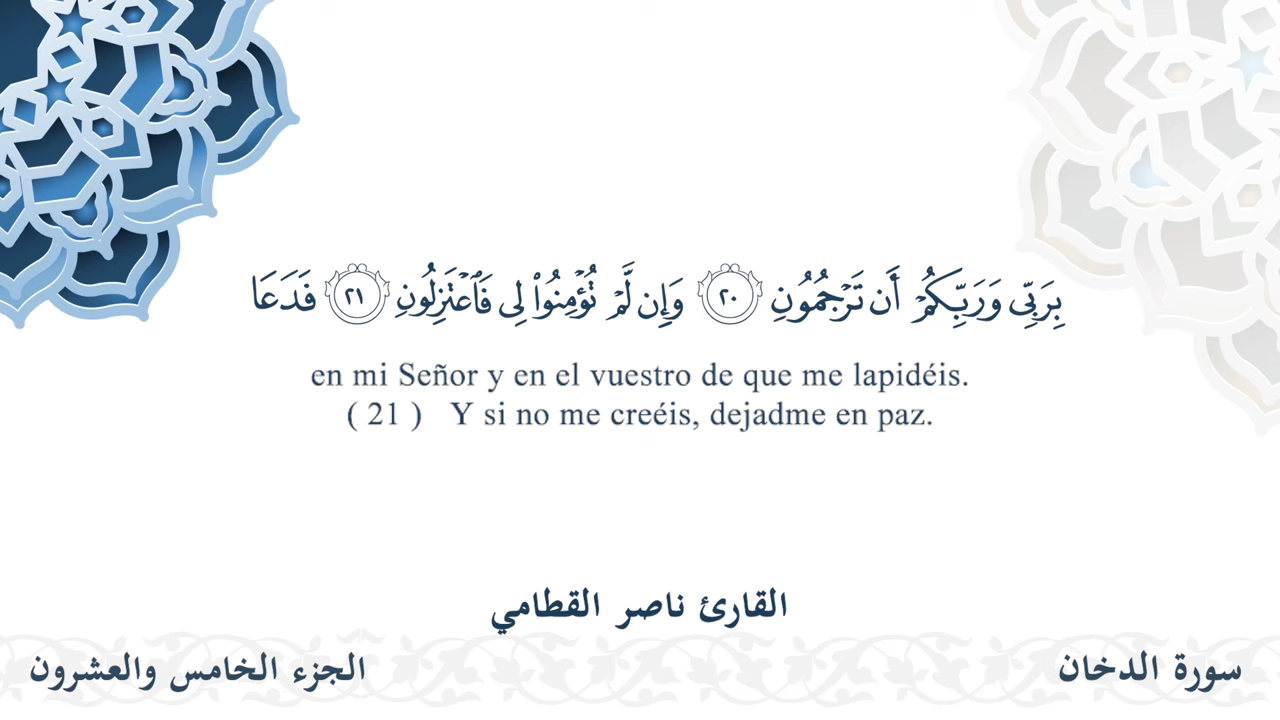 بِرَبِّى وَرَبِّكُمْ أَن تَرْجُمُونِ ٢٠ وَإِن لَّمْ تُؤْمِنُوا۟ لِى فَٱعْتَزِلُونِ ٢١ فَدَعَا
en mi Señor y en el vuestro de que me lapidéis.
( 21 ) Y si no me creéis, dejadme en paz.
القارئ ناصر القطامي
سورة الدخان
الجزء الخامس والعشرون